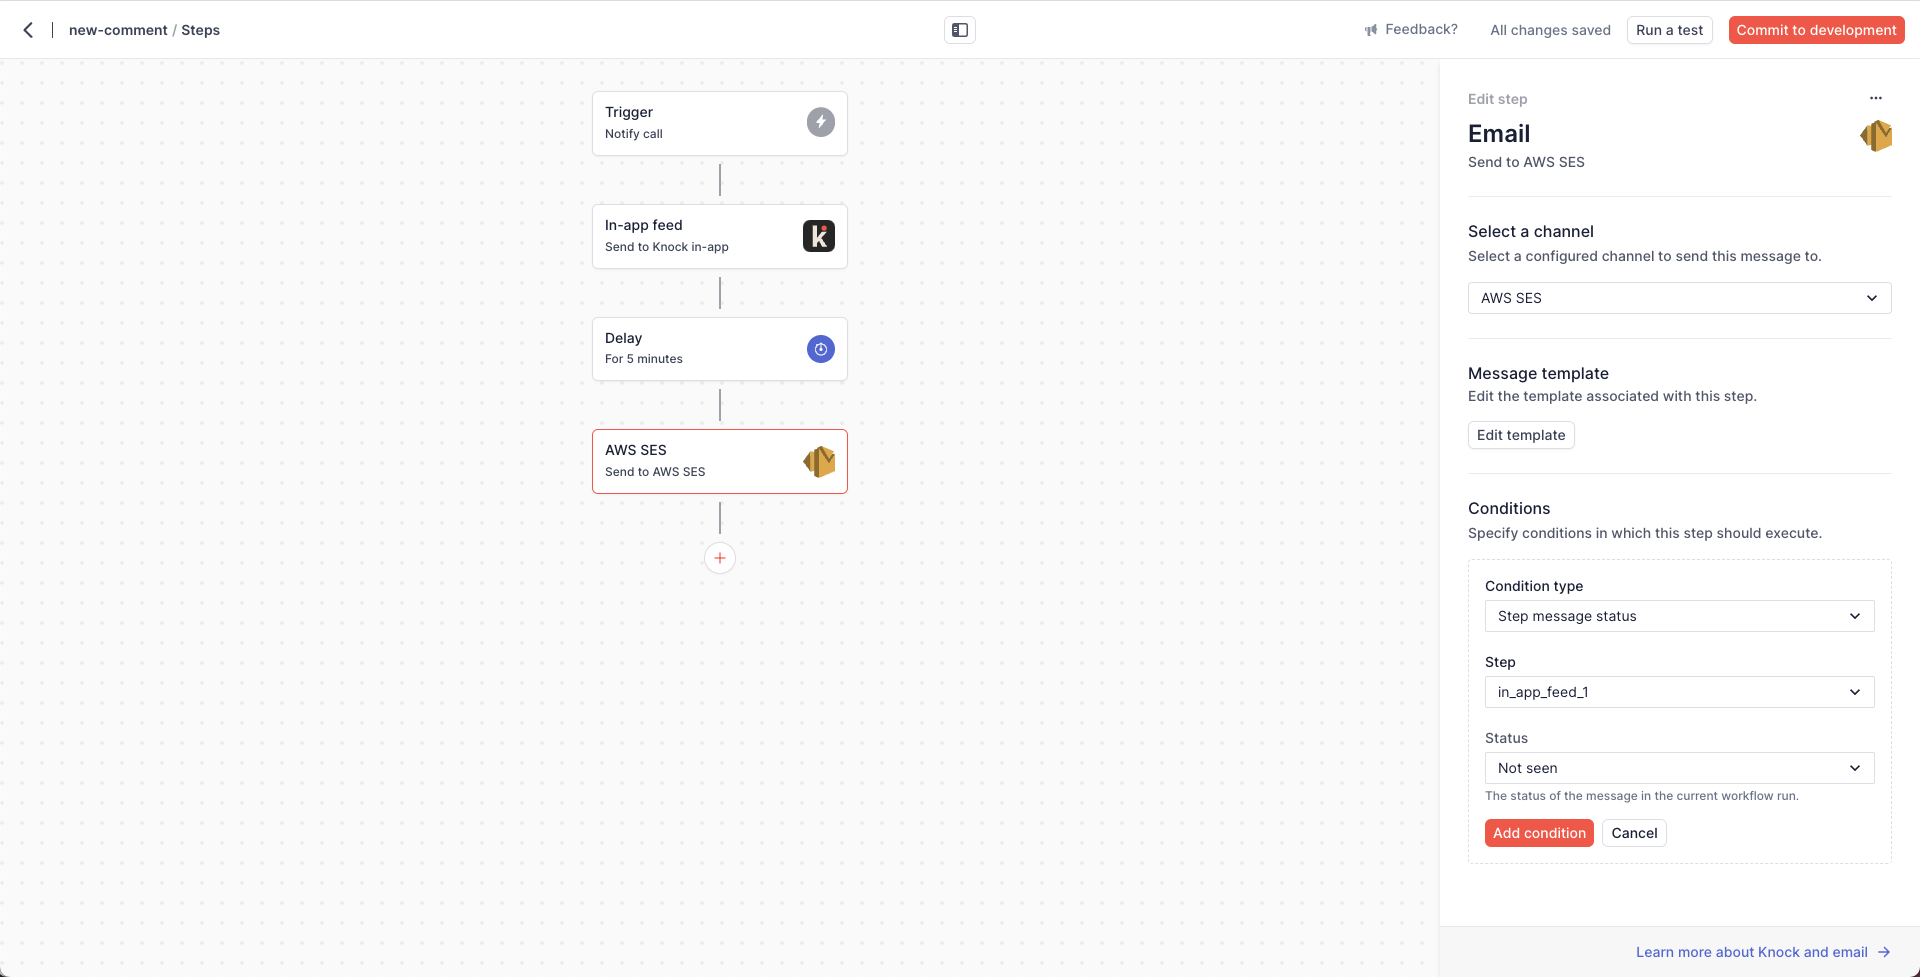 new-comment / Steps
Feedback?
All changes saved
Run a test
Commit to development
Trigger
Notify call
In-app feed
Send to Knock in-app
k
Delay
For 5 minutes
AWS SES
Send to AWS SES
Edit step
Email
Send to AWS SES
Select a channel
Select a configured channel to send this message to.
AWS SES
Message template
Edit the template associated with this step.
Edit template
Conditions
Specify conditions in which this step should execute.
Condition type
Step message status
Step
in_app_feed_1
Status
Not seen
The status of the message in the current workflow run.
Add condition
Cancel
Learn more about Knock and email